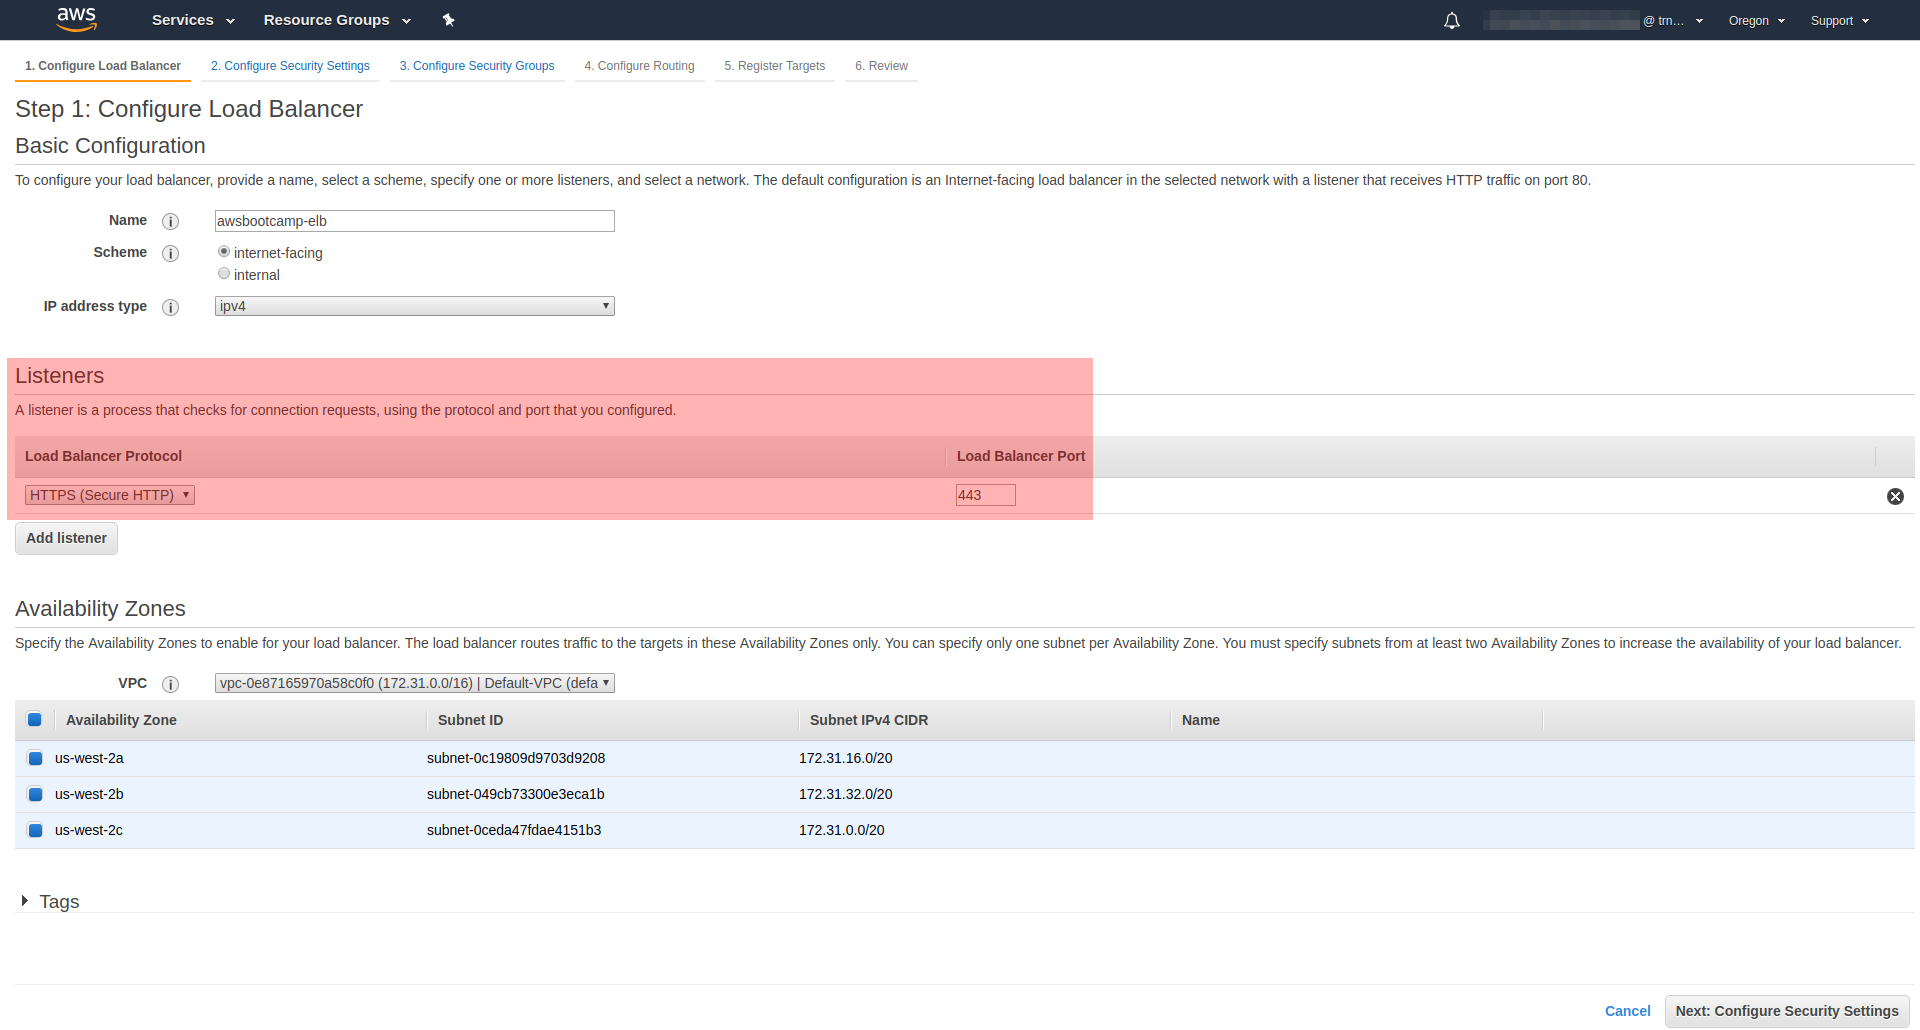 aws Services Resource Groups @ trn... Oregon Support
1. Configure Load Balancer 2. Configure Security Settings 3. Configure Security Groups 4. Configure Routing 5. Register Targets 6. Review
Step 1: Configure Load Balancer
Basic Configuration
To configure your load balancer, provide a name, select a scheme, specify one or more listeners, and select a network. The default configuration is an Internet-facing load balancer in the selected network with a listener that receives HTTP traffic on port 80.
Name i awsbootcamp-elb
Scheme i internet-facing
internal
IP address type i ipv4
Listeners
A listener is a process that checks for connection requests, using the protocol and port that you configured.
Load Balancer Protocol Load Balancer Port
HTTPS (Secure HTTP) 443
Add listener
Availability Zones
Specify the Availability Zones to enable for your load balancer. The load balancer routes traffic to the targets in these Availability Zones only. You can specify only one subnet per Availability Zone. You must specify subnets from at least two Availability Zones to increase the availability of your load balancer.
VPC i vpc-0e87165970a58c0f0 (172.31.0.0/16) | Default-VPC (defa
Availability Zone Subnet ID Subnet IPv4 CIDR Name
us-west-2a subnet-0c19809d9703d9208 172.31.16.0/20
us-west-2b subnet-049cb73300e3eca1b 172.31.32.0/20
us-west-2c subnet-0ceda47fdae4151b3 172.31.0.0/20
Tags
Cancel Next: Configure Security Settings